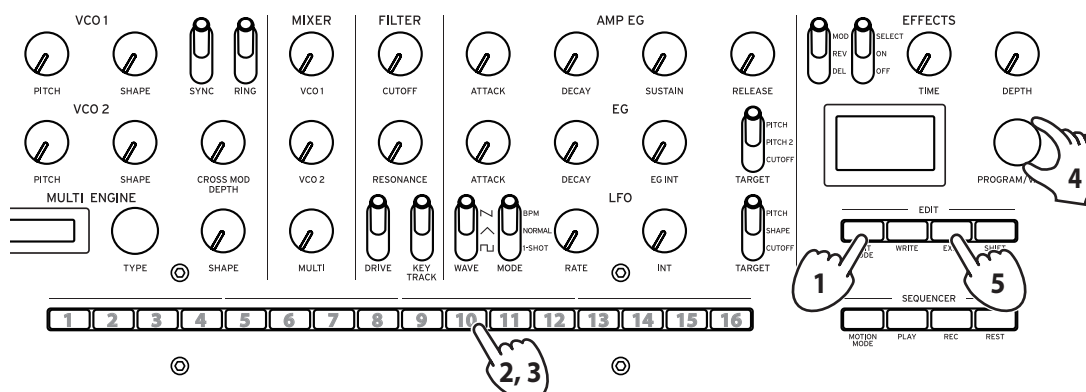 VCO 1 MIXER FILTER AMP EG EFFECTS
MOD SELECT
REV ON
DEL OFF
PITCH SHAPE SYNC RING VCO 1 CUTOFF ATTACK DECAY SUSTAIN RELEASE TIME DEPTH
VCO 2 EG
PITCH
PITCH 2
CUTOFF
PITCH SHAPE CROSS MOD DEPTH VCO 2 RESONANCE ATTACK DECAY EG INT TARGET PROGRAM/
4
MULTI ENGINE LFO EDIT
BPM PITCH
NORMAL SHAPE
1-SHOT CUTOFF
TYPE SHAPE MULTI DRIVE KEY TRACK WAVE MODE RATE INT TARGET
WRITE
1 5
SEQUENCER
1 2 3 4 5 6 7 8 9 10 11 12 13 14 15 16
MOTION MODE PLAY REC REST
2, 3